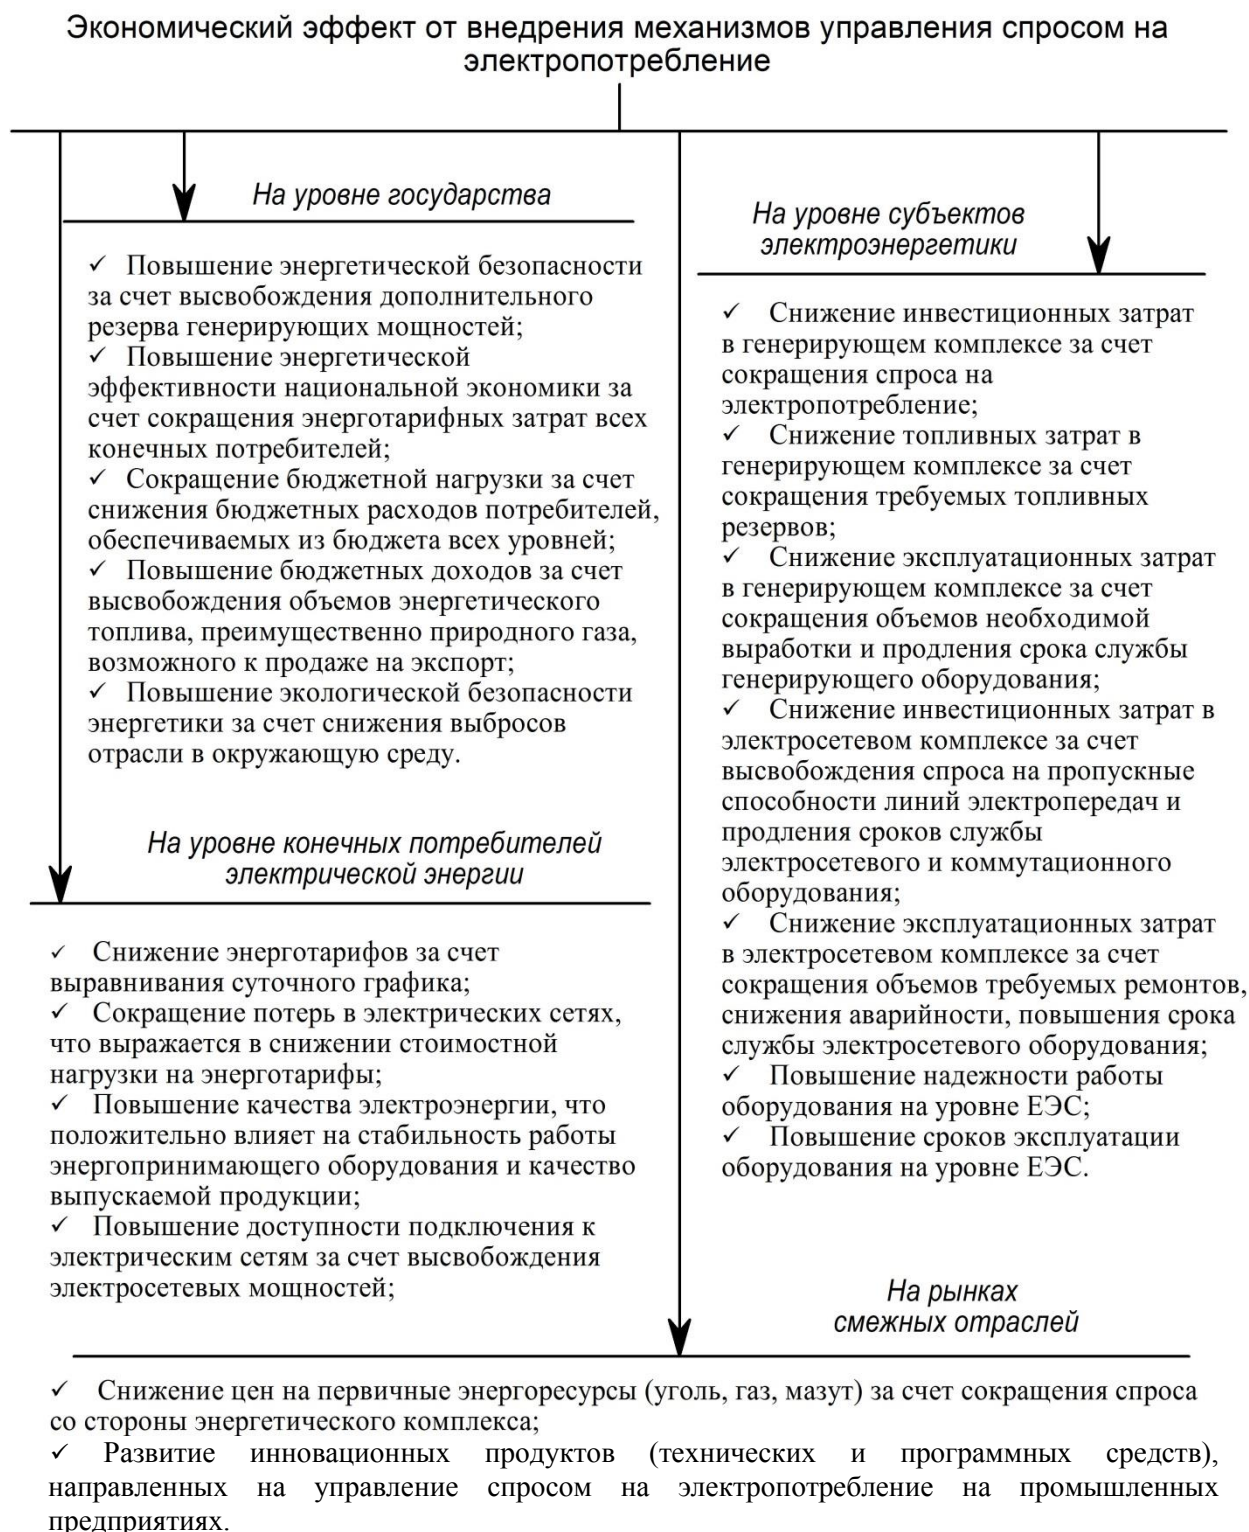 Экономический эффект от внедрения механизмов управления спросом на
электропотребление
На уровне государства
✓ Повышение энергетической безопасности
за счет высвобождения дополнительного
резерва генерирующих мощностей;
✓ Повышение энергетической
эффективности национальной экономики за
счет сокращения энерготарифных затрат всех
конечных потребителей;
✓ Сокращение бюджетной нагрузки за счет
снижения бюджетных расходов потребителей,
обеспечиваемых из бюджета всех уровней;
✓ Повышение бюджетных доходов за счет
высвобождения объемов энергетического
топлива, преимущественно природного газа,
возможного к продаже на экспорт;
✓ Повышение экологической безопасности
энергетики за счет снижения выбросов
отрасли в окружающую среду.
На уровне конечных потребителей
электрической энергии
✓ Снижение энерготарифов за счет
выравнивания суточного графика;
✓ Сокращение потерь в электрических сетях,
что выражается в снижении стоимостной
нагрузки на энерготарифы;
✓ Повышение качества электроэнергии, что
положительно влияет на стабильность работы
энергопринимающего оборудования и качество
выпускаемой продукции;
✓ Повышение доступности подключения к
электрическим сетям за счет высвобождения
электросетевых мощностей;
На уровне субъектов
электроэнергетики
✓ Снижение инвестиционных затрат
в генерирующем комплексе за счет
сокращения спроса на
электропотребление;
✓ Снижение топливных затрат в
генерирующем комплексе за счет
сокращения требуемых топливных
резервов;
✓ Снижение эксплуатационных затрат
в генерирующем комплексе за счет
сокращения объемов необходимой
выработки и продления срока службы
генерирующего оборудования;
✓ Снижение инвестиционных затрат в
электросетевом комплексе за счет
высвобождения спроса на пропускные
способности линий электропередач и
продления сроков службы
электросетевого и коммутационного
оборудования;
✓ Снижение эксплуатационных затрат
в электросетевом комплексе за счет
сокращения объемов требуемых ремонтов,
снижения аварийности, повышения срока
службы электросетевого оборудования;
✓ Повышение надежности работы
оборудования на уровне ЕЭС;
✓ Повышение сроков эксплуатации
оборудования на уровне ЕЭС.
На рынках
смежных отраслей
✓ Снижение цен на первичные энергоресурсы (уголь, газ, мазут) за счет сокращения спроса
со стороны энергетического комплекса;
✓ Развитие инновационных продуктов (технических и программных средств),
направленных на управление спросом на электропотребление на промышленных
предприятиях.